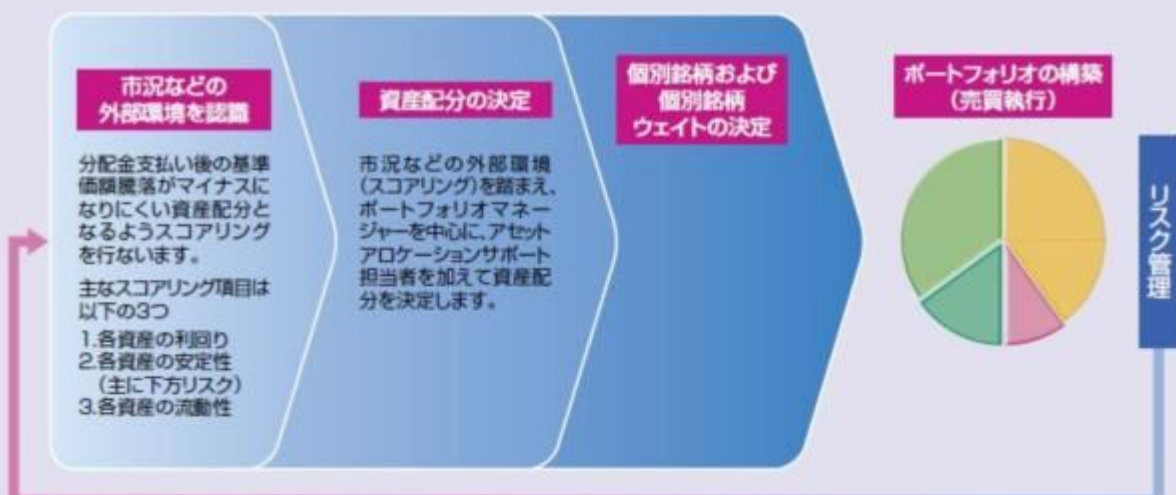 市況などの
外部環境を認識
分配金支払い後の基準
価額騰落がマイナスに
なりにくい資産配分と
なるようスコアリング
を行ないます。
主なスコアリング項目は
以下の3つ
1.各資産の利回り
2.各資産の安定性
（主に下方リスク）
3.各資産の流動性
資産配分の決定
市況などの外部環境
（スコアリング）を踏まえ、
ポートフォリオマネー
ジャーを中心に、アセット
アロケーションサポート
担当者を加えて資産配
分を決定します。
個別銘柄および
個別銘柄
ウェイトの決定
ポートフォリオの構築
（売買執行）
リスク管理